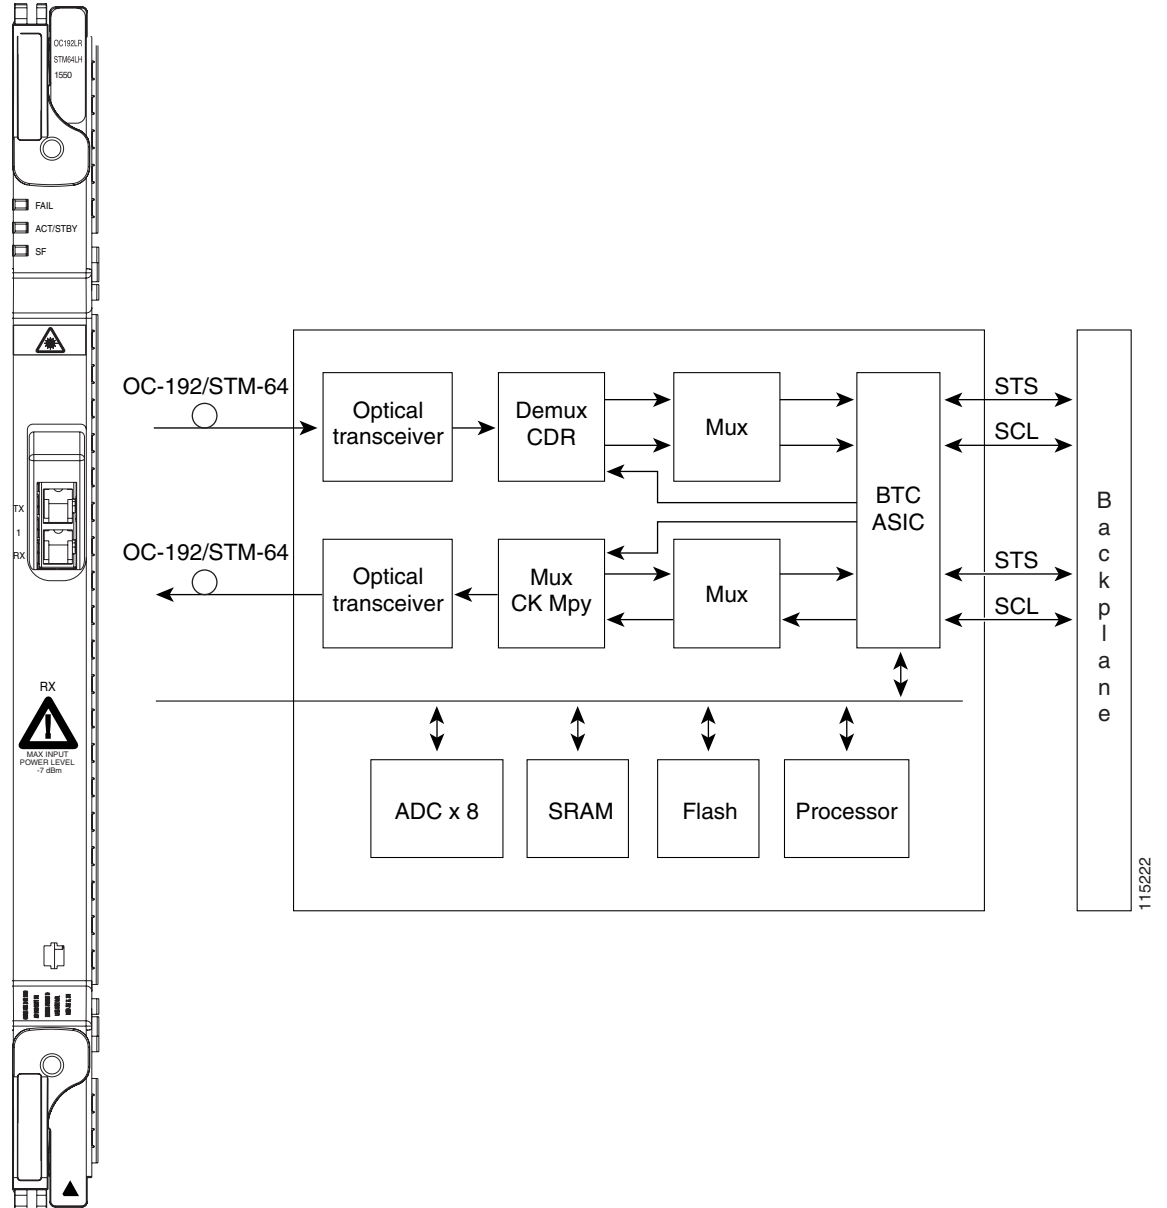 OC192LR
STM64LH
1550
FAIL
ACT/STBY
SF
TX
1
RX
RX
MAX INPUT
POWER LEVEL
-7 dBm
OC-192/STM-64
Optical
transceiver
Demux
CDR
Mux
BTC
ASIC
STS
SCL
OC-192/STM-64
Optical
transceiver
Mux
CK Mpy
Mux
STS
SCL
Backplane
ADC x 8
SRAM
Flash
Processor
115222